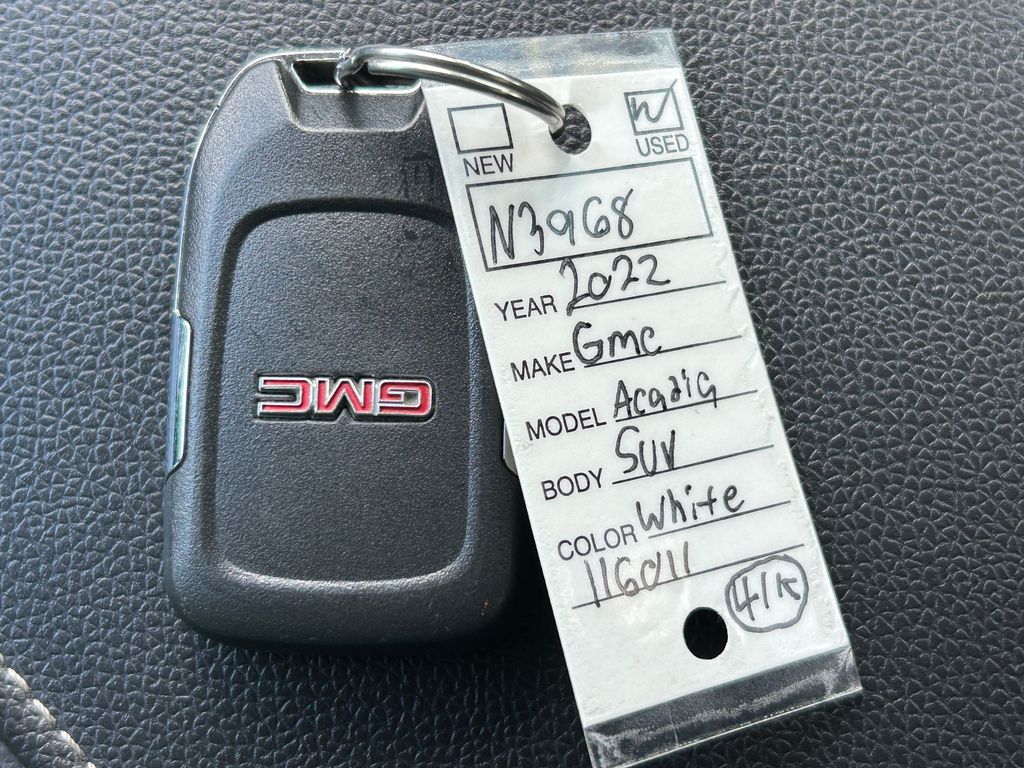 GMC
NEW
USED
N3968
YEAR 2022
MAKE Gmc
MODEL Acadia
BODY SUV
COLOR White
116011
41K